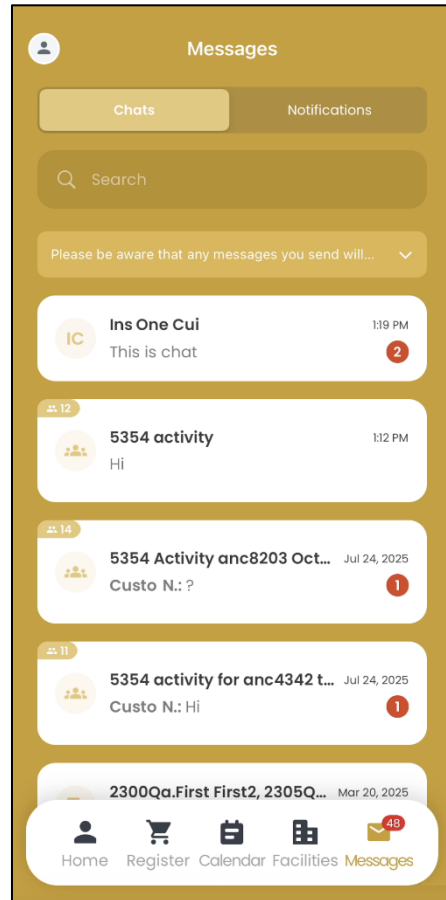 Messages
Chats
Notifications
Search
Please be aware that any messages you send will...
IC
Ins One Cui
1:19 PM
This is chat
2
12
5354 activity
1:12 PM
Hi
14
5354 Activity anc8203 Oct...
Jul 24, 2025
Custo N.: ?
1
11
5354 activity for anc4342 t...
Jul 24, 2025
Custo N.: Hi
1
2300Qa.First First2, 2305Q...
Mar 20, 2025
48
Home
Register
Calendar
Facilities
Messages